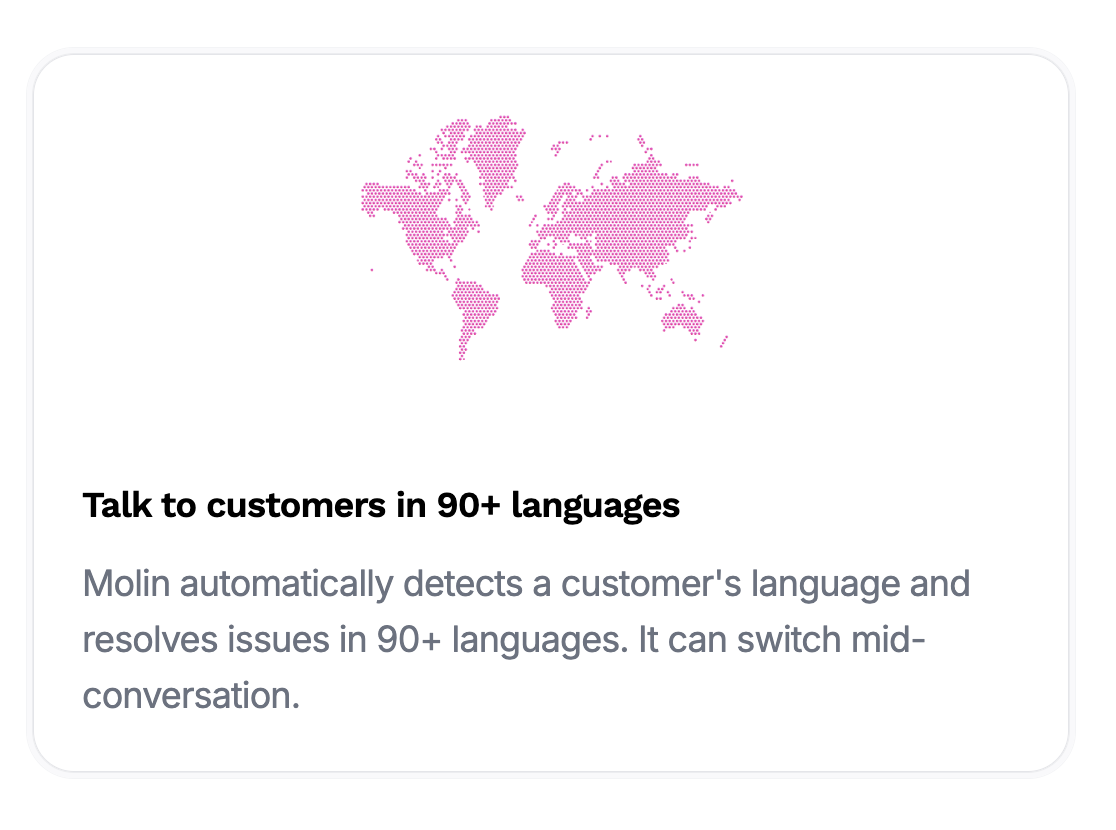 Talk to customers in 90+ languages
Molin automatically detects a customer's language and
resolves issues in 90+ languages. It can switch mid-
conversation.